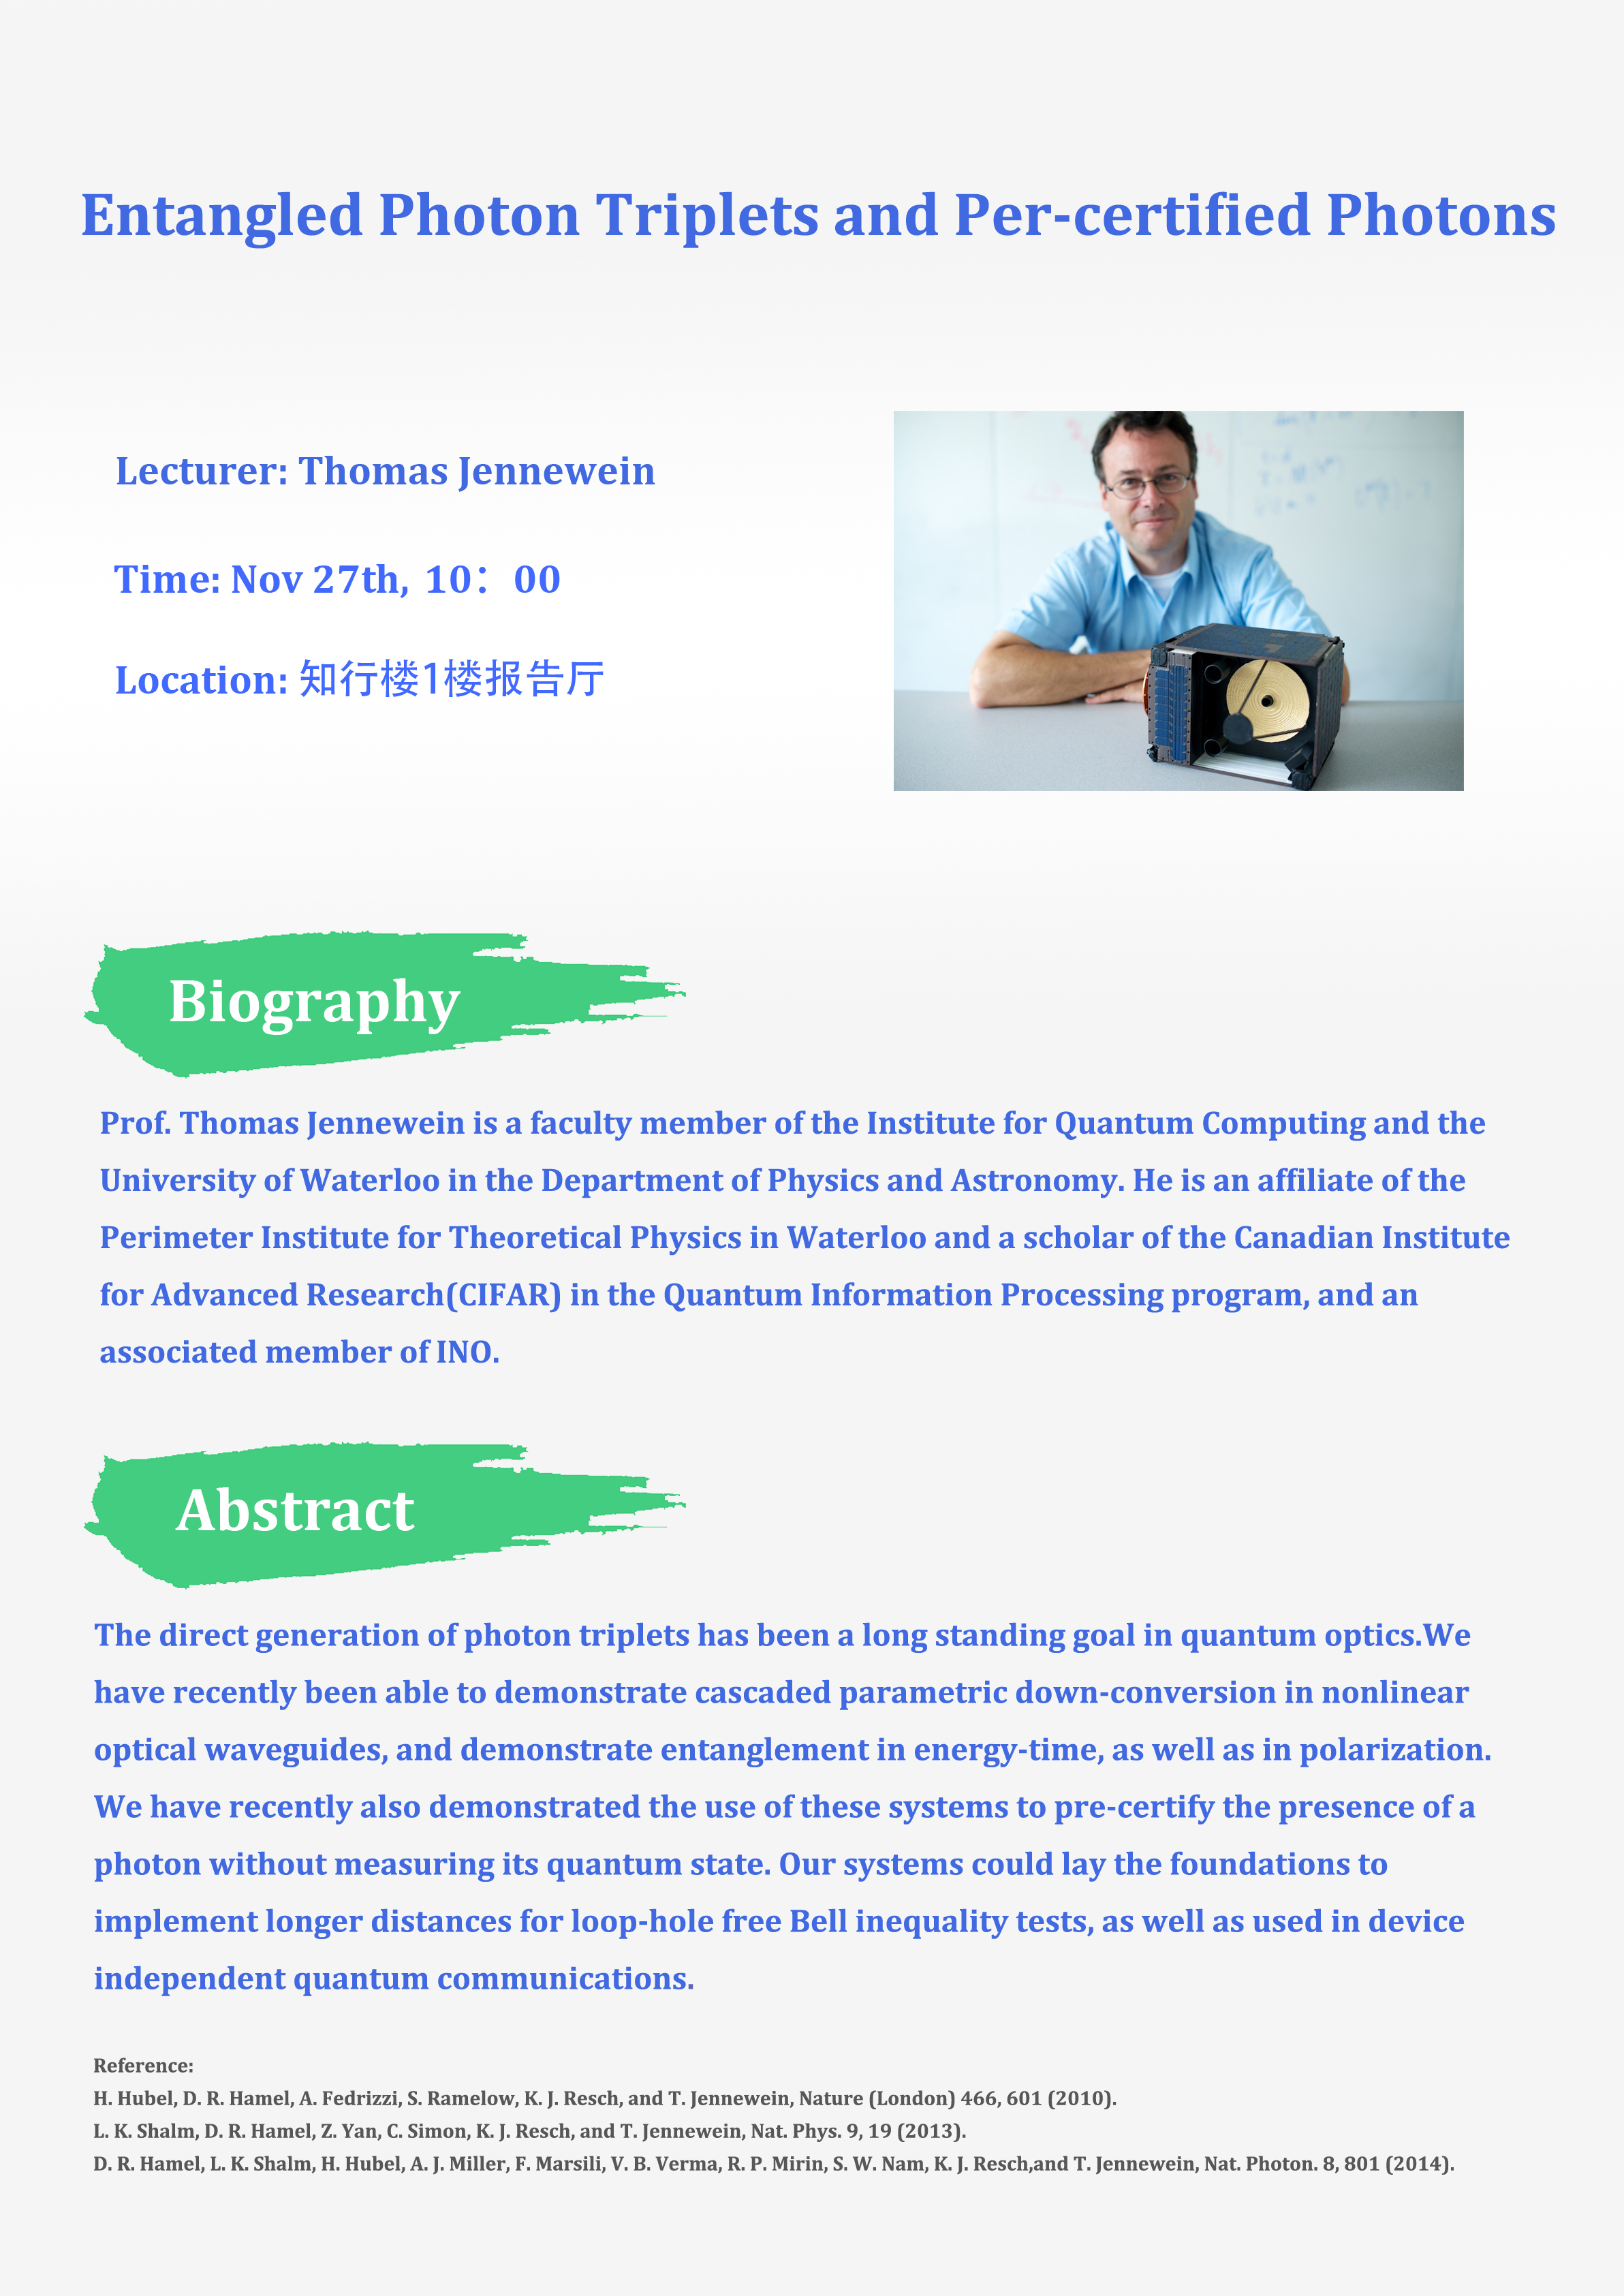 Entangled Photon Triplets and Per-certified Photons
Lecturer: Thomas Jennewein
Time: Nov 27th, 10：00
Location: 知行楼1楼报告厅
Biography
Prof. Thomas Jennewein is a faculty member of the Institute for Quantum Computing and the
University of Waterloo in the Department of Physics and Astronomy. He is an affiliate of the
Perimeter Institute for Theoretical Physics in Waterloo and a scholar of the Canadian Institute
for Advanced Research(CIFAR) in the Quantum Information Processing program, and an
associated member of INO.
Abstract
The direct generation of photon triplets has been a long standing goal in quantum optics.We
have recently been able to demonstrate cascaded parametric down-conversion in nonlinear
optical waveguides, and demonstrate entanglement in energy-time, as well as in polarization.
We have recently also demonstrated the use of these systems to pre-certify the presence of a
photon without measuring its quantum state. Our systems could lay the foundations to
implement longer distances for loop-hole free Bell inequality tests, as well as used in device
independent quantum communications.
Reference:
H. Hubel, D. R. Hamel, A. Fedrizzi, S. Ramelow, K. J. Resch, and T. Jennewein, Nature (London) 466, 601 (2010).
L. K. Shalm, D. R. Hamel, Z. Yan, C. Simon, K. J. Resch, and T. Jennewein, Nat. Phys. 9, 19 (2013).
D. R. Hamel, L. K. Shalm, H. Hubel, A. J. Miller, F. Marsili, V. B. Verma, R. P. Mirin, S. W. Nam, K. J. Resch,and T. Jennewein, Nat. Photon. 8, 801 (2014).